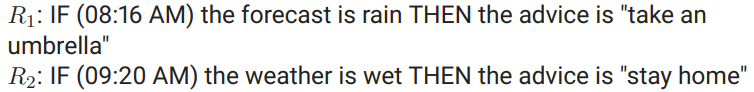 R₁: IF (08:16 AM) the forecast is rain THEN the advice is "take an
umbrella"
R₂: IF (09:20 AM) the weather is wet THEN the advice is "stay home"